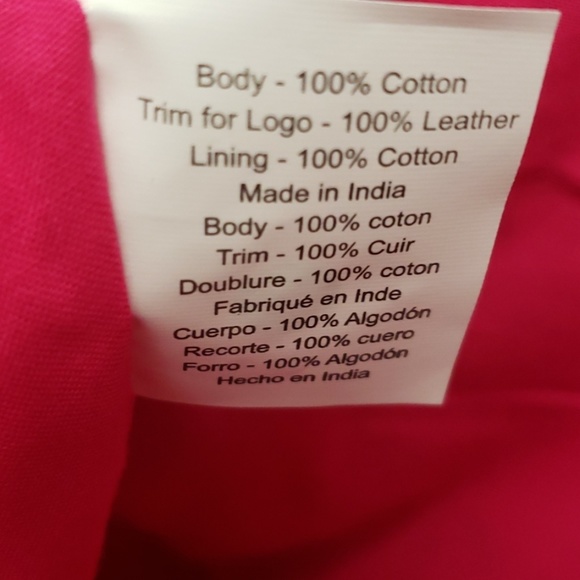 Body - 100% Cotton
Trim for Logo - 100% Leather
Lining - 100% Cotton
Made in India
Body - 100% coton
Trim - 100% Cuir
Doublure - 100% coton
Fabriqué en Inde
Cuerpo - 100% Algodón
Recorte - 100% cuero
Forro - 100% Algodón
Hecho en India